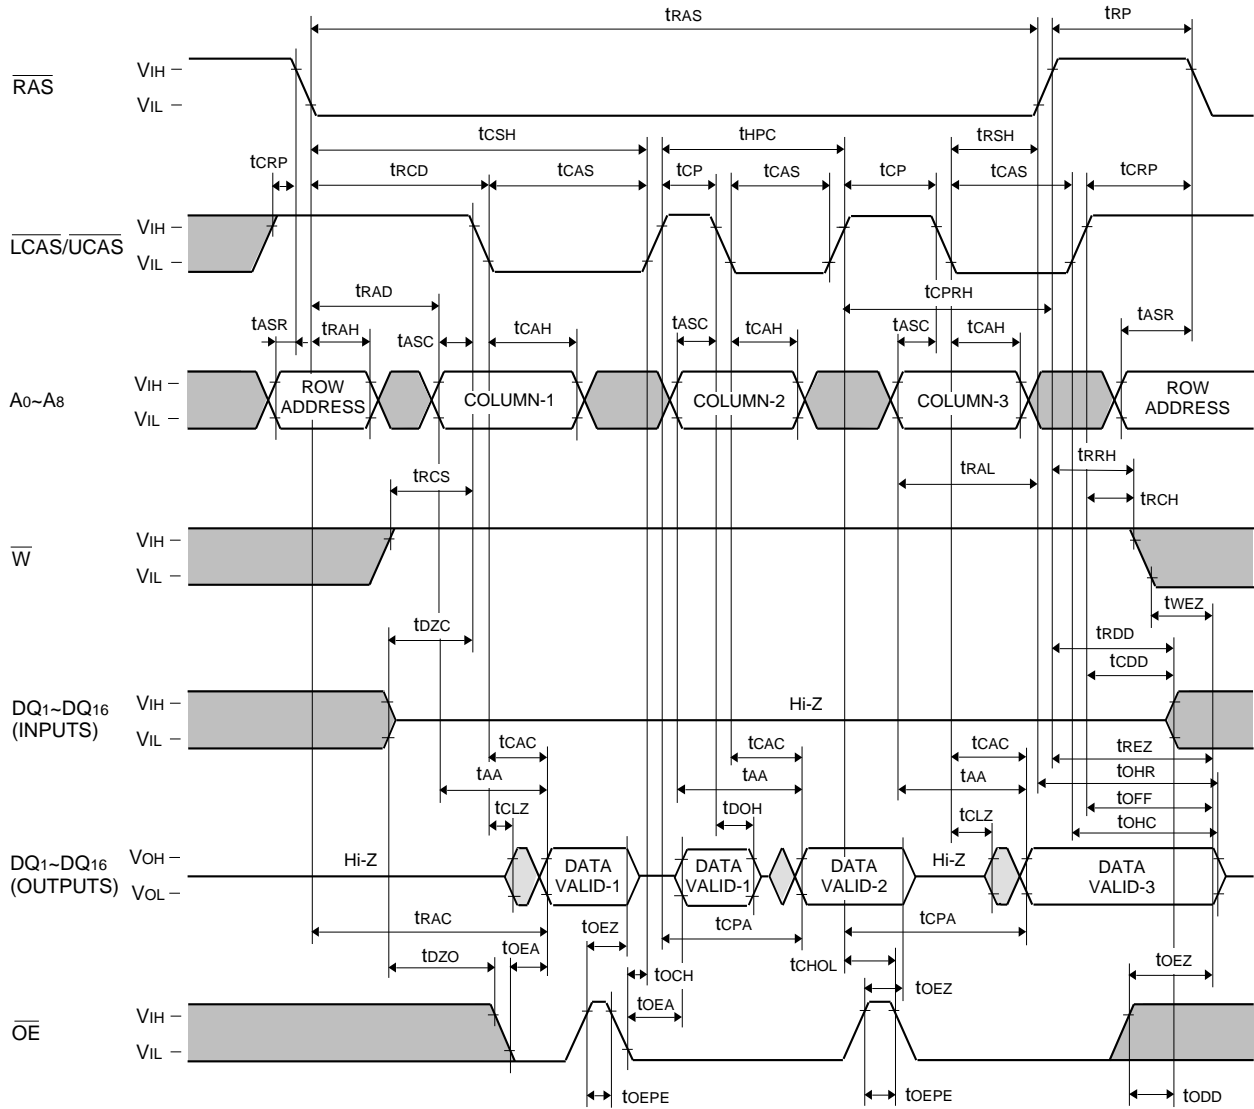 tRAS
tRP
RAS
VIH
VIL
tCSH
tHPC
tRSH
tCRP
tRCD
tCAS
tCP
tCAS
tCP
tCAS
tCRP
LCAS/UCAS
VIH
VIL
tRAD
tCPRH
tASR
tRAH
tASC
tCAH
tASC
tCAH
tASC
tCAH
tASR
A0~A8
VIH
VIL
ROW
ADDRESS
COLUMN-1
COLUMN-2
COLUMN-3
ROW
ADDRESS
tRCS
tRAL
tRRH
tRCH
W
VIH
VIL
tWEZ
tDZC
tRDD
tCDD
DQ1~DQ16
(INPUTS)
VIH
VIL
Hi-Z
tCAC
tCAC
tCAC
tREZ
tAA
tAA
tAA
tOHR
tCLZ
tDOH
tCLZ
tOFF
tOHC
DQ1~DQ16
(OUTPUTS)
VOH
VOL
Hi-Z
DATA
VALID-1
DATA
VALID-1
DATA
VALID-2
Hi-Z
DATA
VALID-3
tRAC
tOEZ
tCPA
tCPA
tDZO
tOEA
tOCH
tCHOL
tOEZ
tOEZ
tOEA
OE
VIH
VIL
tOEPE
tOEPE
tODD